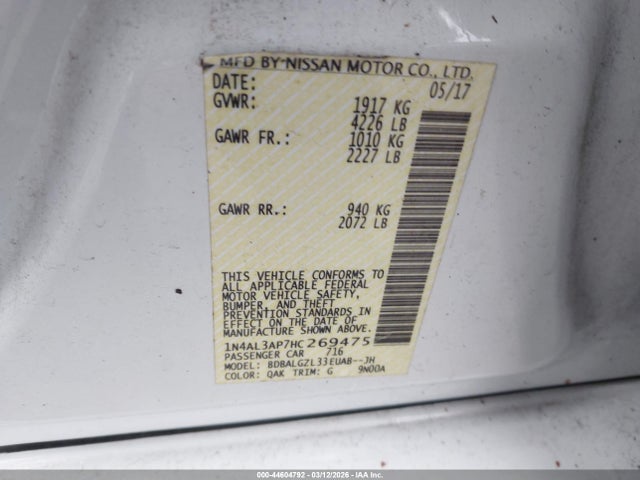 MFD BY NISSAN MOTOR CO., LTD.
DATE: 05/17
GVWR: 1917 KG
4226 LB
GAWR FR.: 1010 KG
2227 LB
GAWR RR.: 940 KG
2072 LB
THIS VEHICLE CONFORMS TO
ALL APPLICABLE FEDERAL
MOTOR VEHICLE SAFETY,
BUMPER, AND THEFT
PREVENTION STANDARDS IN
EFFECT ON THE DATE OF
MANUFACTURE SHOWN ABOVE.
1N4AL3AP7HC269475
PASSENGER CAR 716
MODEL: BDBALGZL33EUAB--JH
COLOR: QAK TRIM: G 9N00A
000-44604792 - 03/12/2026 - IAA Inc.